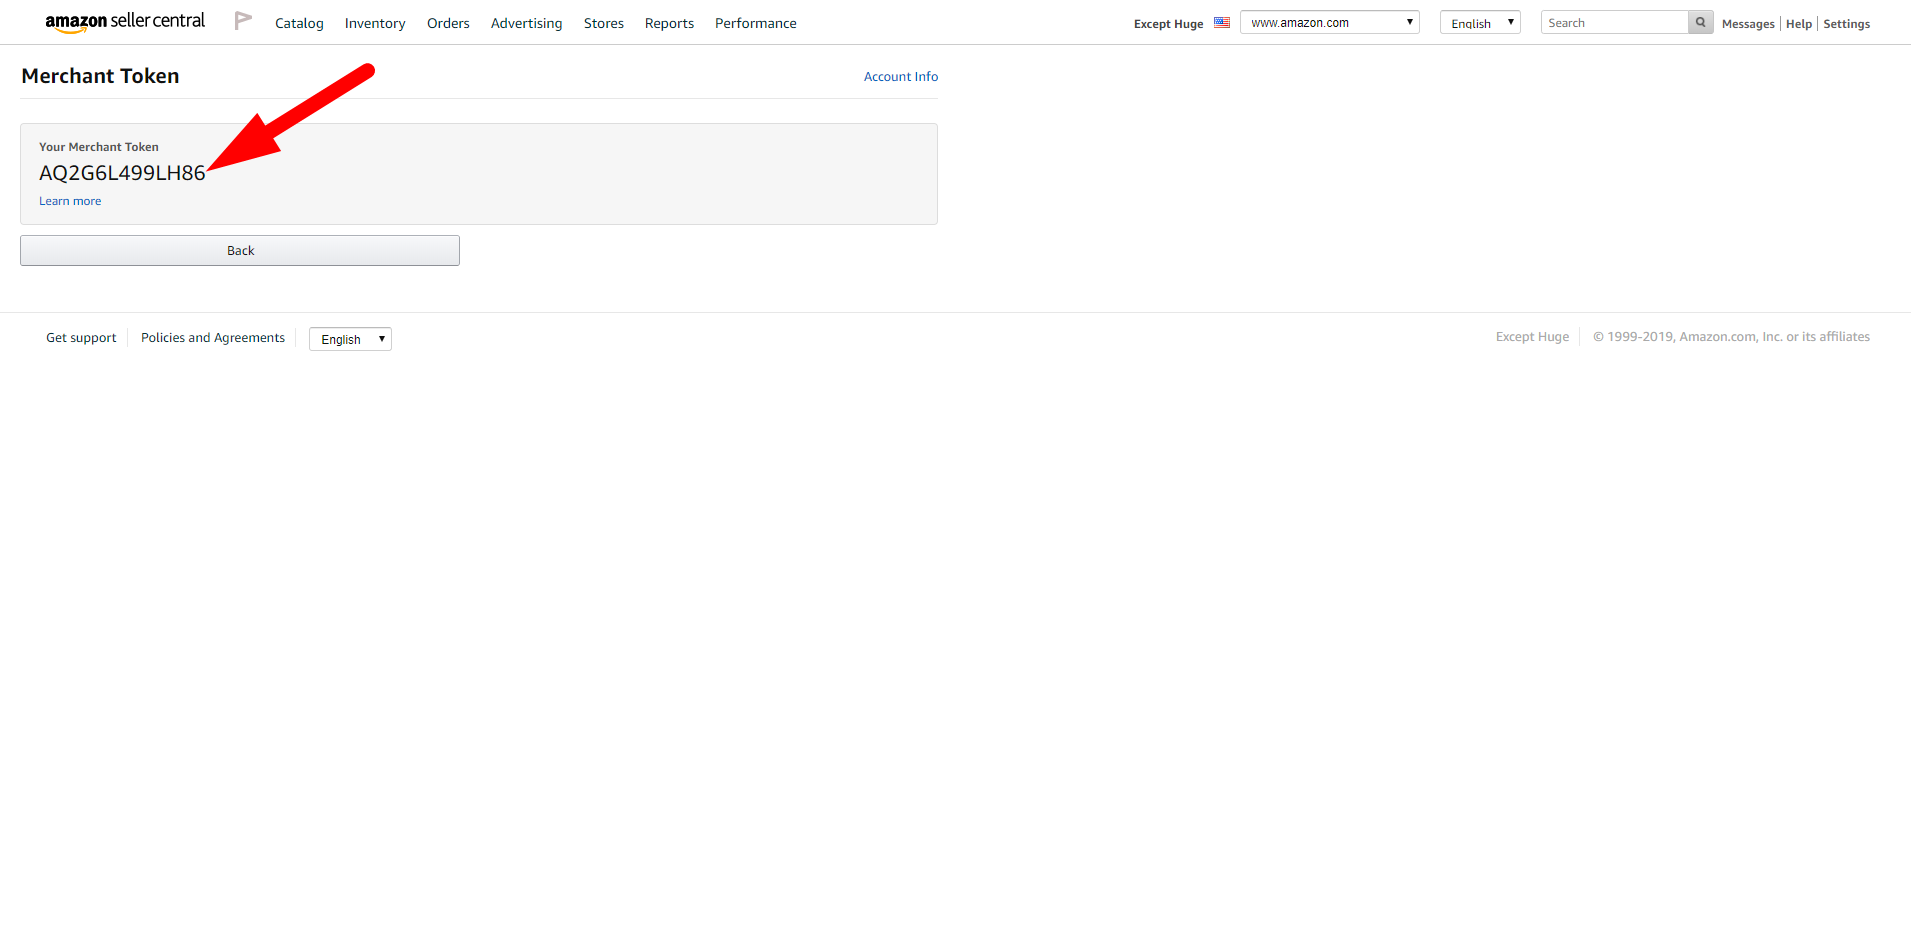 amazon seller central Catalog Inventory Orders Advertising Stores Reports Performance Except Huge www.amazon.com English Search Messages Help Settings
Merchant Token Account Info
Your Merchant Token
AQ2G6L499LH86
Learn more
Back
Get support Policies and Agreements English Except Huge © 1999-2019, Amazon.com, Inc. or its affiliates